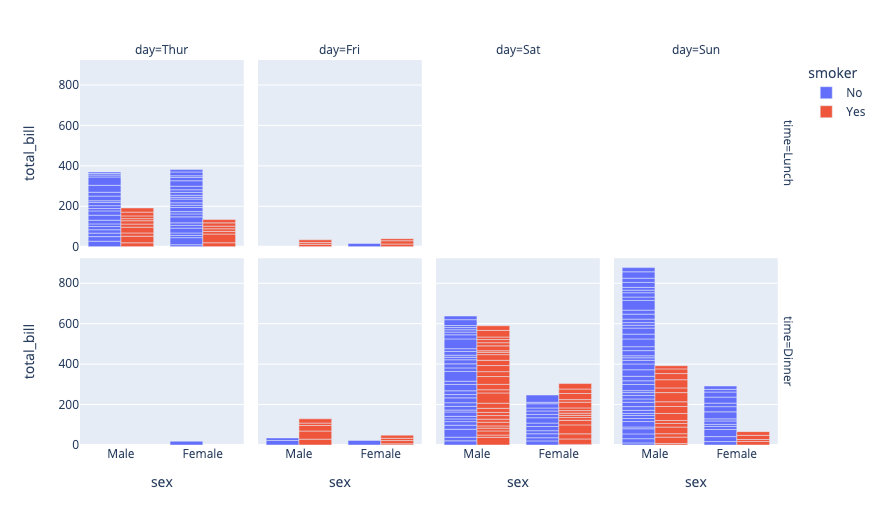 day=Thur day=Fri day=Sat day=Sun
smoker
No
Yes
total_bill
800
600
400
200
0
time=Lunch
total_bill
800
600
400
200
0
time=Dinner
Male Female Male Female Male Female Male Female
sex sex sex sex